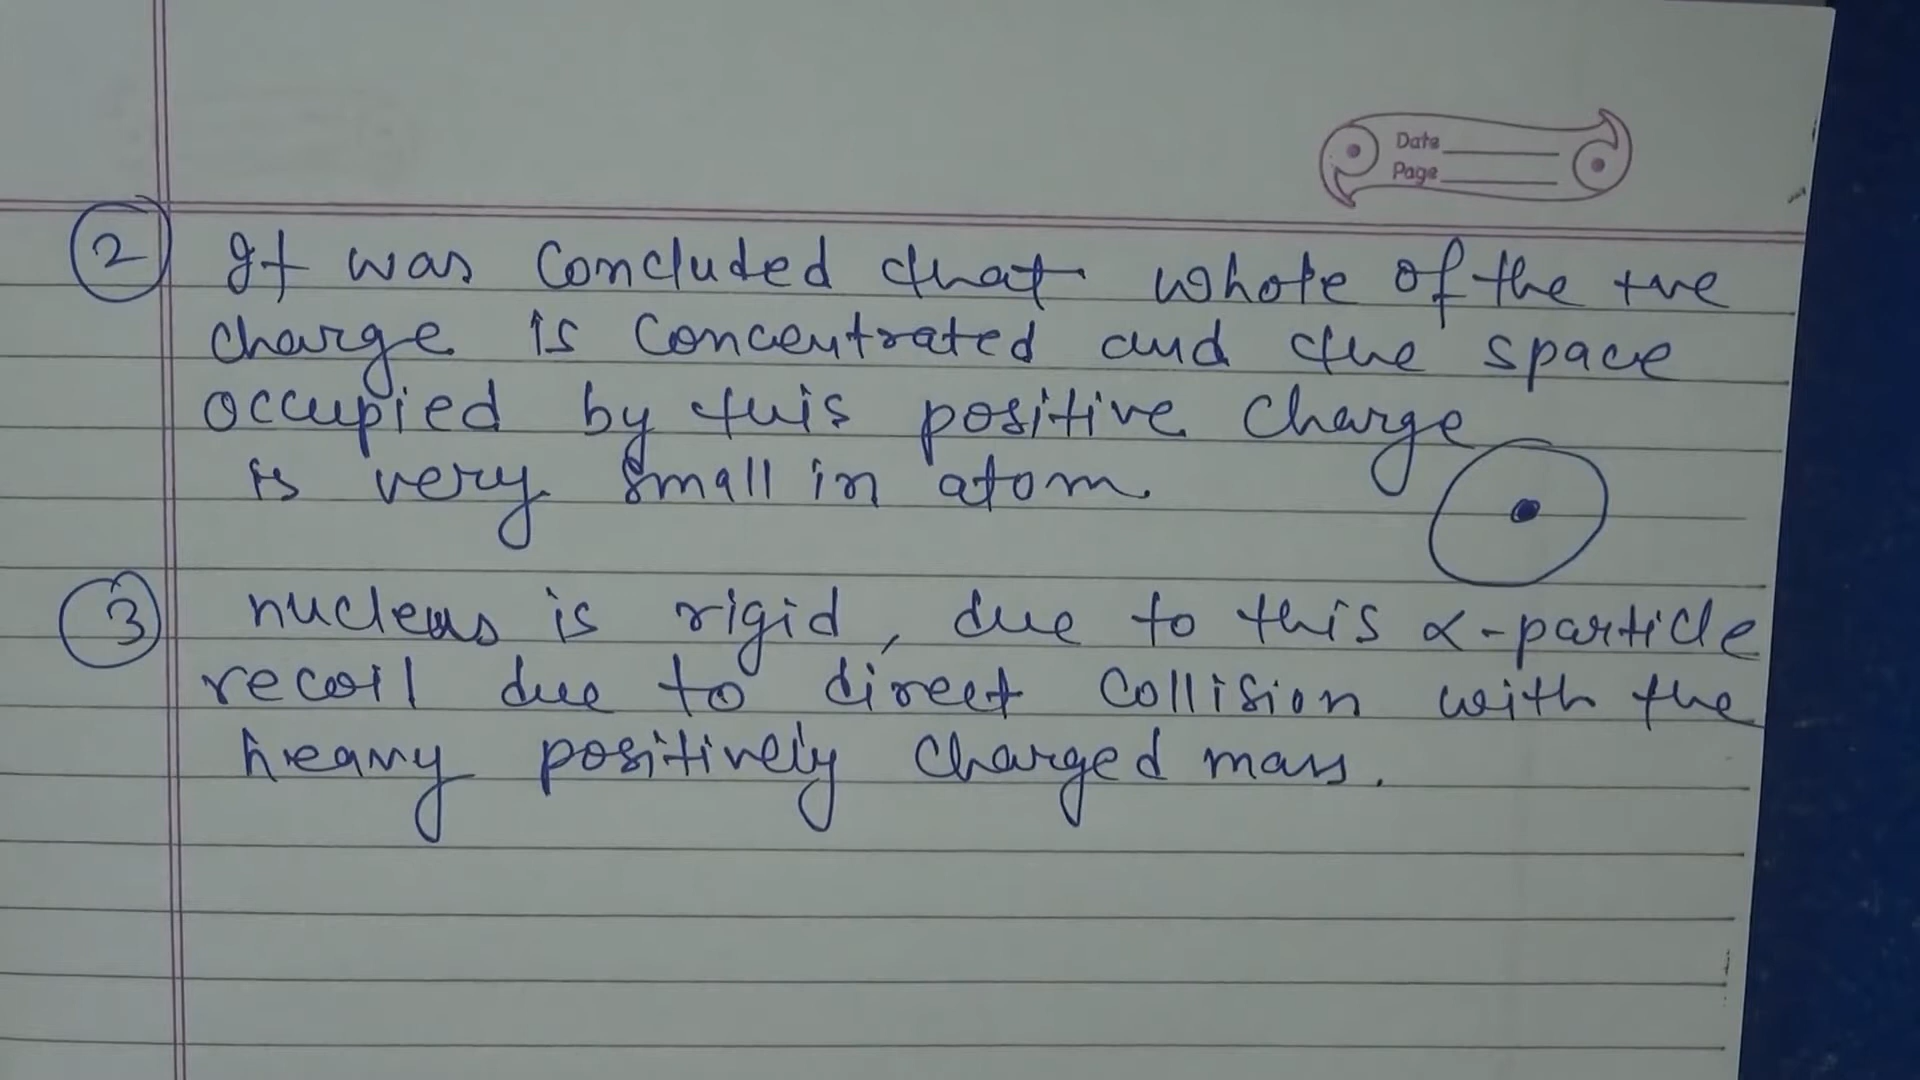 Date
Page
2 It was concluded that whole of the +ve
charge is concentrated and the space
occupied by this positive charge
is very small in atom.
3 nucleus is rigid, due to this α-particle
recoil due to direct collision with the
heavy positively charged mass.